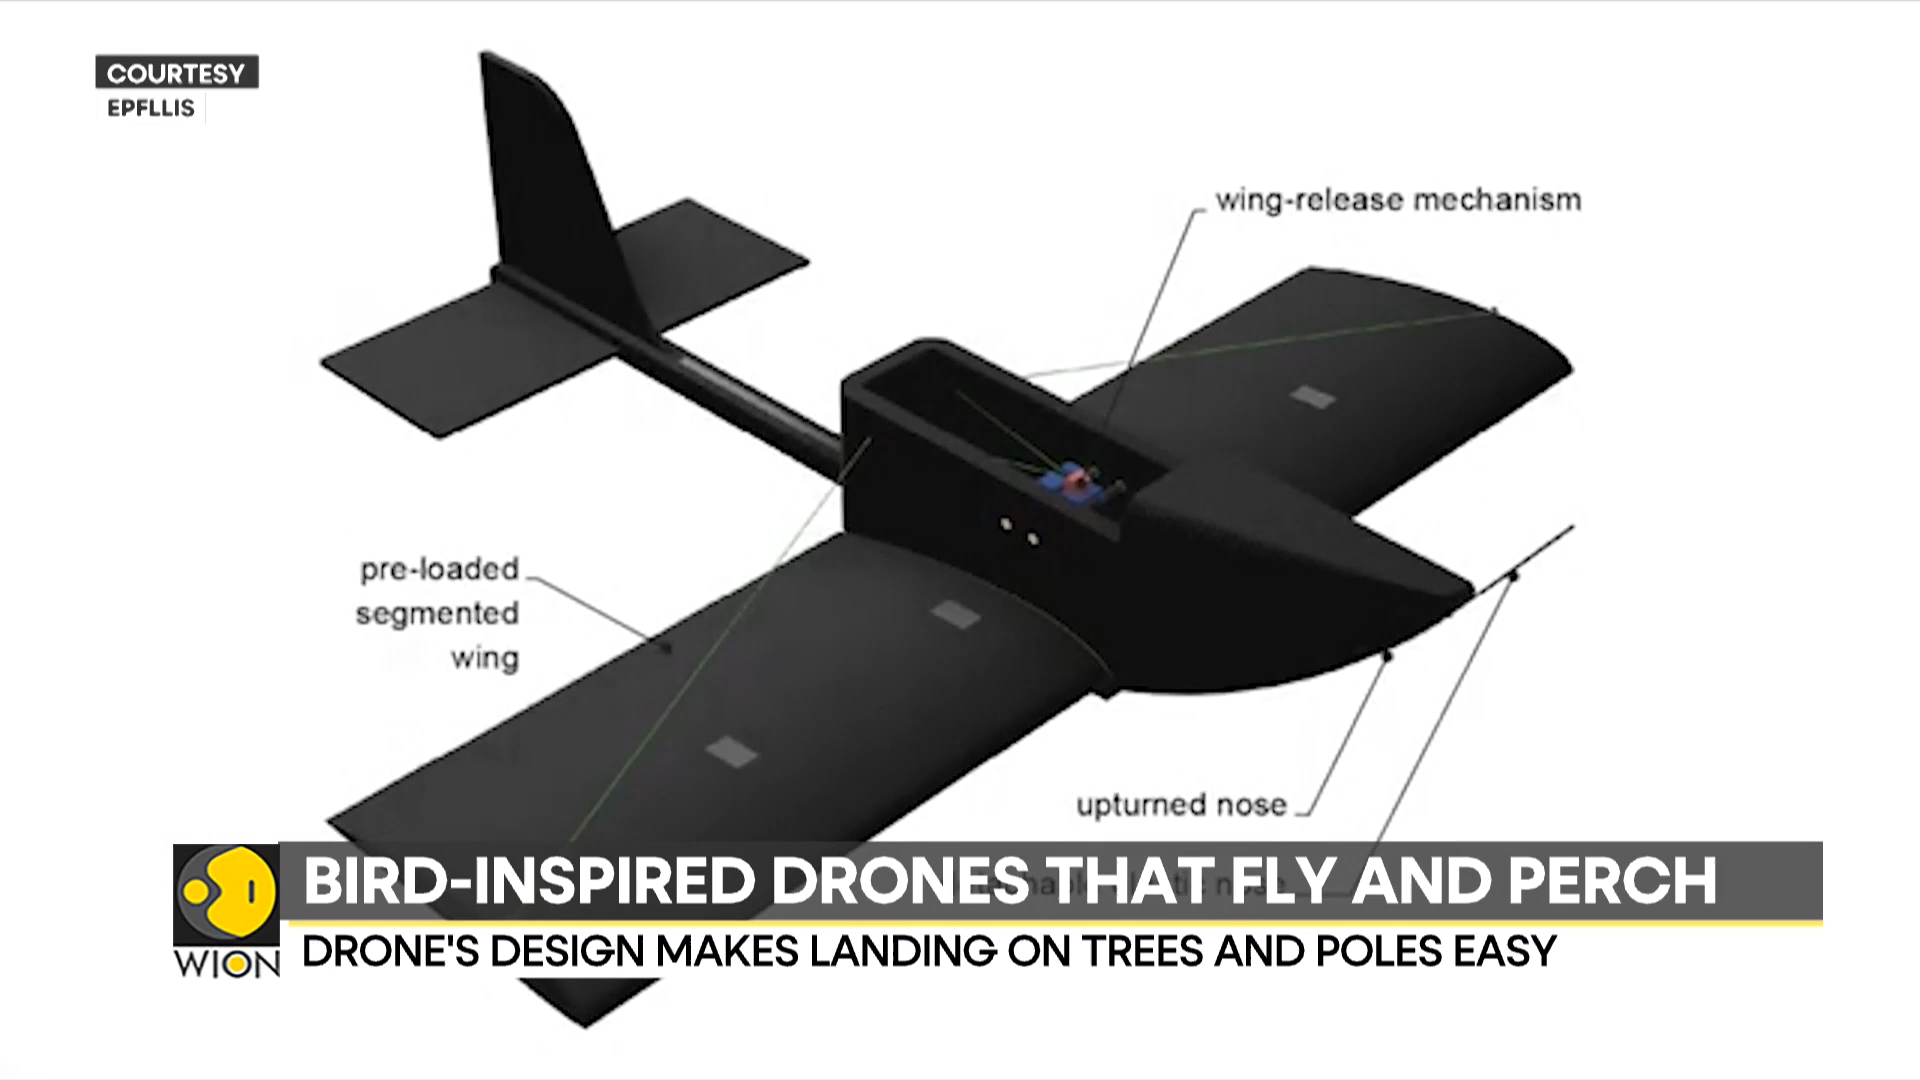 COURTESY
EPFLLIS
wing-release mechanism
pre-loaded
segmented
wing
upturned nose
BIRD-INSPIRED DRONES THAT FLY AND PERCH
DRONE'S DESIGN MAKES LANDING ON TREES AND POLES EASY
WION